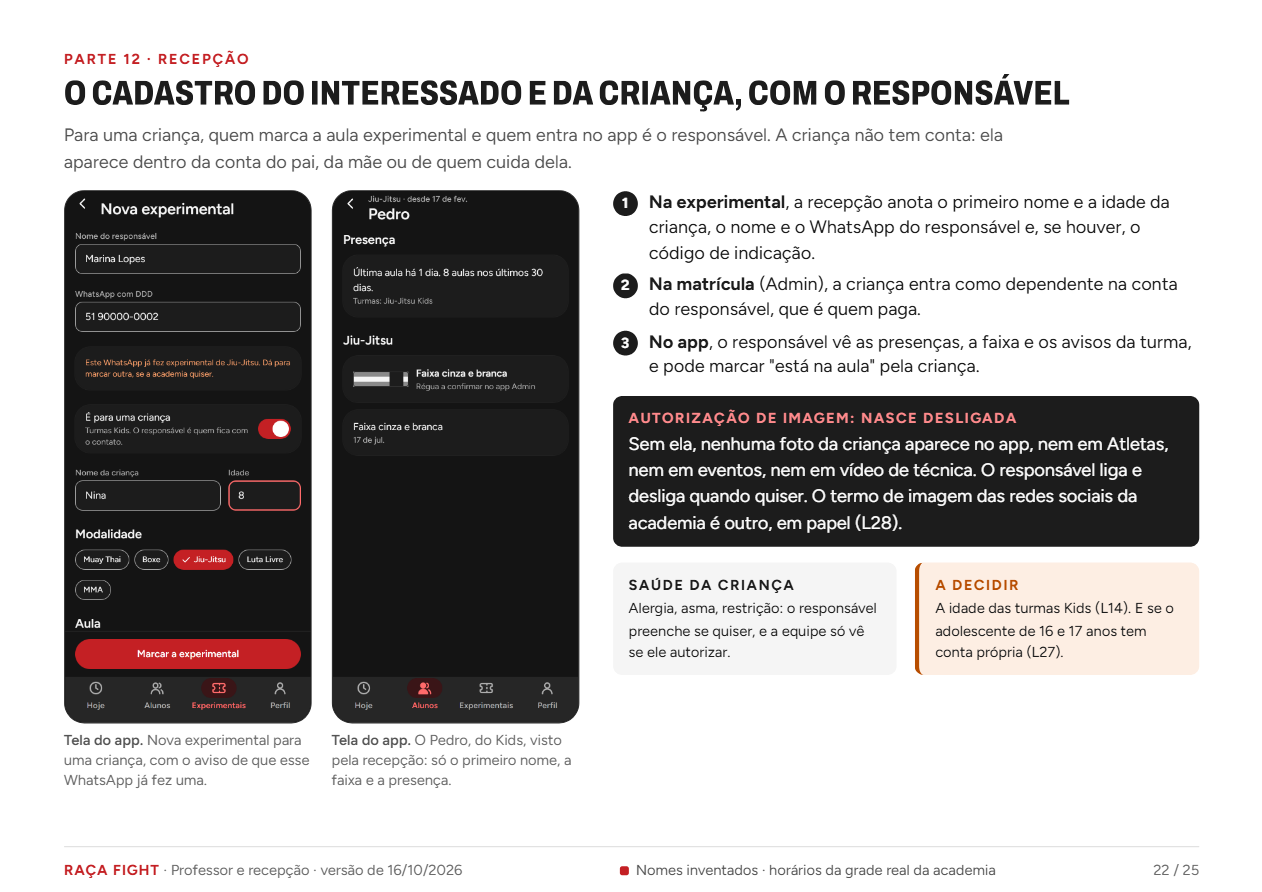 PARTE 12 · RECEPÇÃO
O CADASTRO DO INTERESSADO E DA CRIANÇA, COM O RESPONSÁVEL
Para uma criança, quem marca a aula experimental e quem entra no app é o responsável. A criança não tem conta: ela
aparece dentro da conta do pai, da mãe ou de quem cuida dela.
Nova experimental
Nome do responsável
Marina Lopes
WhatsApp com DDD
51 90000-0002
Este WhatsApp já fez experimental de Jiu-Jitsu. Dá para
marcar outra, se a academia quiser.
É para uma criança
Turmas Kids. O responsável é quem fica com
o contato.
Nome da criança
Idade
Nina
8
Modalidade
Muay Thai
Boxe
Jiu-Jitsu
Luta Livre
MMA
Aula
Marcar a experimental
Hoje
Alunos
Experimentais
Perfil
Tela do app. Nova experimental para
uma criança, com o aviso de que esse
WhatsApp já fez uma.
Jiu-Jitsu · desde 17 de fev.
Pedro
Presença
Última aula há 1 dia. 8 aulas nos últimos 30
dias.
Turmas: Jiu-Jitsu Kids
Jiu-Jitsu
Faixa cinza e branca
Régua a confirmar no app Admin
Faixa cinza e branca
17 de jul.
Hoje
Alunos
Experimentais
Perfil
Tela do app. O Pedro, do Kids, visto
pela recepção: só o primeiro nome, a
faixa e a presença.
1 Na experimental, a recepção anota o primeiro nome e a idade da
criança, o nome e o WhatsApp do responsável e, se houver, o
código de indicação.
2 Na matrícula (Admin), a criança entra como dependente na conta
do responsável, que é quem paga.
3 No app, o responsável vê as presenças, a faixa e os avisos da turma,
e pode marcar "está na aula" pela criança.
AUTORIZAÇÃO DE IMAGEM: NASCE DESLIGADA
Sem ela, nenhuma foto da criança aparece no app, nem em Atletas,
nem em eventos, nem em vídeo de técnica. O responsável liga e
desliga quando quiser. O termo de imagem das redes sociais da
academia é outro, em papel (L28).
SAÚDE DA CRIANÇA
Alergia, asma, restrição: o responsável
preenche se quiser, e a equipe só vê
se ele autorizar.
A DECIDIR
A idade das turmas Kids (L14). E se o
adolescente de 16 e 17 anos tem
conta própria (L27).
RAÇA FIGHT · Professor e recepção · versão de 16/10/2026
Nomes inventados · horários da grade real da academia
22 / 25